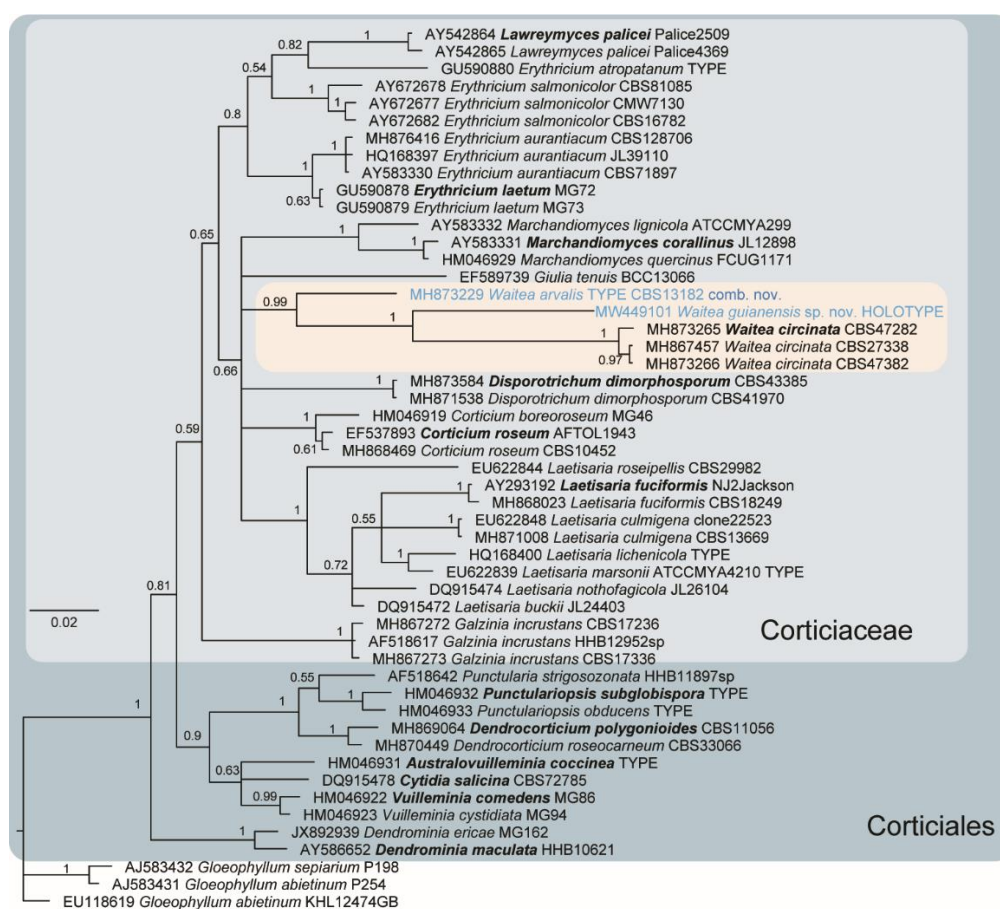 1 AY542864 Lawreymyces palicei Palice2509
0.82 AY542865 Lawreymyces palicei Palice4369
0.54 GU590880 Erythricium atropatanum TYPE
1 AY672678 Erythricium salmonicolor CBS81085
1 AY672677 Erythricium salmonicolor CMW7130
0.8 AY672682 Erythricium salmonicolor CBS16782
MH876416 Erythricium aurantiacum CBS128706
1 1 HQ168397 Erythricium aurantiacum JL39110
AY583330 Erythricium aurantiacum CBS71897
GU590878 Erythricium laetum MG72
0.63 GU590879 Erythricium laetum MG73
1 AY583332 Marchandiomyces lignicola ATCCMYA299
0.65 1 AY583331 Marchandiomyces corallinus JL12898
HM046929 Marchandiomyces quercinus FCUG1171
EF589739 Giulia tenuis BCC13066
0.99 MH873229 Waitea arvalis TYPE CBS13182 comb. nov.
1 MW449101 Waitea guianensis sp. nov. HOLOTYPE
1 MH873265 Waitea circinata CBS47282
MH867457 Waitea circinata CBS27338
0.97 MH873266 Waitea circinata CBS47382
0.66 1 MH873584 Disporotrichum dimorphosporum CBS43385
MH871538 Disporotrichum dimorphosporum CBS41970
1 HM046919 Corticium boreoroseum MG46
0.59 EF537893 Corticium roseum AFTOL1943
0.61 MH868469 Corticium roseum CBS10452
EU622844 Laetisaria roseipellis CBS29982
1 AY293192 Laetisaria fuciformis NJ2Jackson
1 MH868023 Laetisaria fuciformis CBS18249
0.55 1 EU622848 Laetisaria culmigena clone22523
MH871008 Laetisaria culmigena CBS13669
1 HQ168400 Laetisaria lichenicola TYPE
0.72 EU622839 Laetisaria marsonii ATCCMYA4210 TYPE
0.81 DQ915474 Laetisaria nothofagicola JL26104
DQ915472 Laetisaria buckii JL24403
0.02 MH867272 Galzinia incrustans CBS17236
1 AF518617 Galzinia incrustans HHB12952sp
Corticiaceae
MH867273 Galzinia incrustans CBS17336
0.55 AF518642 Punctularia strigosozonata HHB11897sp
1 1 HM046932 Punctulariopsis subglobispora TYPE
1 HM046933 Punctulariopsis obducens TYPE
1 MH869064 Dendrocorticium polygonioides CBS11056
0.9 MH870449 Dendrocorticium roseocarneum CBS33066
0.63 HM046931 Australovuilleminia coccinea TYPE
DQ915478 Cytidia salicina CBS72785
0.99 HM046922 Vuilleminia comedens MG86
HM046923 Vuilleminia cystidiata MG94
Corticiales
1 JX892939 Dendrominia ericae MG162
AY586652 Dendrominia maculata HHB10621
1 AJ583432 Gloeophyllum sepiarium P198
AJ583431 Gloeophyllum abietinum P254
EU118619 Gloeophyllum abietinum KHL12474GB